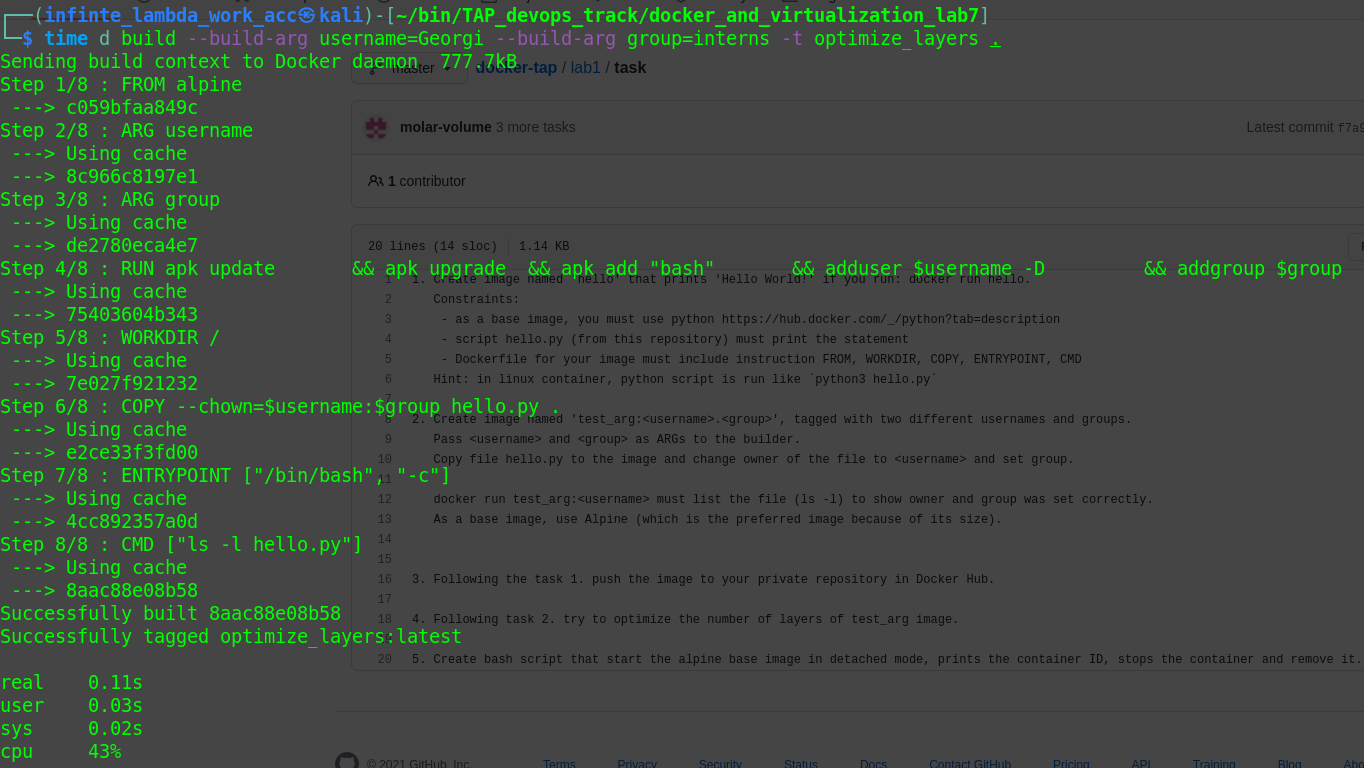 (infinte_lambda_work_acc㉿kali)-[~/bin/TAP_devops_track/docker_and_virtualization_lab7]
$ time d build --build-arg username=Georgi --build-arg group=interns -t optimize_layers .
Sending build context to Docker daemon  777.7kB
Step 1/8 : FROM alpine
 ---> c059bfaa849c
Step 2/8 : ARG username
 ---> Using cache
 ---> 8c966c8197e1
Step 3/8 : ARG group
 ---> Using cache
 ---> de2780eca4e7
Step 4/8 : RUN apk update       && apk upgrade  && apk add "bash"       && adduser $username -D         && addgroup $group
 ---> Using cache
 ---> 75403604b343
Step 5/8 : WORKDIR /
 ---> Using cache
 ---> 7e027f921232
Step 6/8 : COPY --chown=$username:$group hello.py .
 ---> Using cache
 ---> e2ce33f3fd00
Step 7/8 : ENTRYPOINT ["/bin/bash", "-c"]
 ---> Using cache
 ---> 4cc892357a0d
Step 8/8 : CMD ["ls -l hello.py"]
 ---> Using cache
 ---> 8aac88e08b58
Successfully built 8aac88e08b58
Successfully tagged optimize_layers:latest
real    0.11s
user    0.03s
sys     0.02s
cpu     43%
master docker-tap / lab1 / task
molar-volume 3 more tasks Latest commit f7a9
1 contributor
20 lines (14 sloc) 1.14 KB
1 1. Create image named 'hello' that prints 'Hello World!' if you run: docker run hello.
2 Constraints:
3 - as a base image, you must use python https://hub.docker.com/_/python?tab=description
4 - script hello.py (from this repository) must print the statement
5 - Dockerfile for your image must include instruction FROM, WORKDIR, COPY, ENTRYPOINT, CMD
6 Hint: in linux container, python script is run like `python3 hello.py`
7
8 2. Create image named 'test_arg:<username>.<group>', tagged with two different usernames and groups.
9 Pass <username> and <group> as ARGs to the builder.
10 Copy file hello.py to the image and change owner of the file to <username> and set group.
11
12 docker run test_arg:<username> must list the file (ls -l) to show owner and group was set correctly.
13 As a base image, use Alpine (which is the preferred image because of its size).
14
15
16 3. Following the task 1. push the image to your private repository in Docker Hub.
17
18 4. Following task 2. try to optimize the number of layers of test_arg image.
20 5. Create bash script that start the alpine base image in detached mode, prints the container ID, stops the container and remove it.
© 2021 GitHub, Inc. Terms Privacy Security Status Docs Contact GitHub Pricing API Training Blog